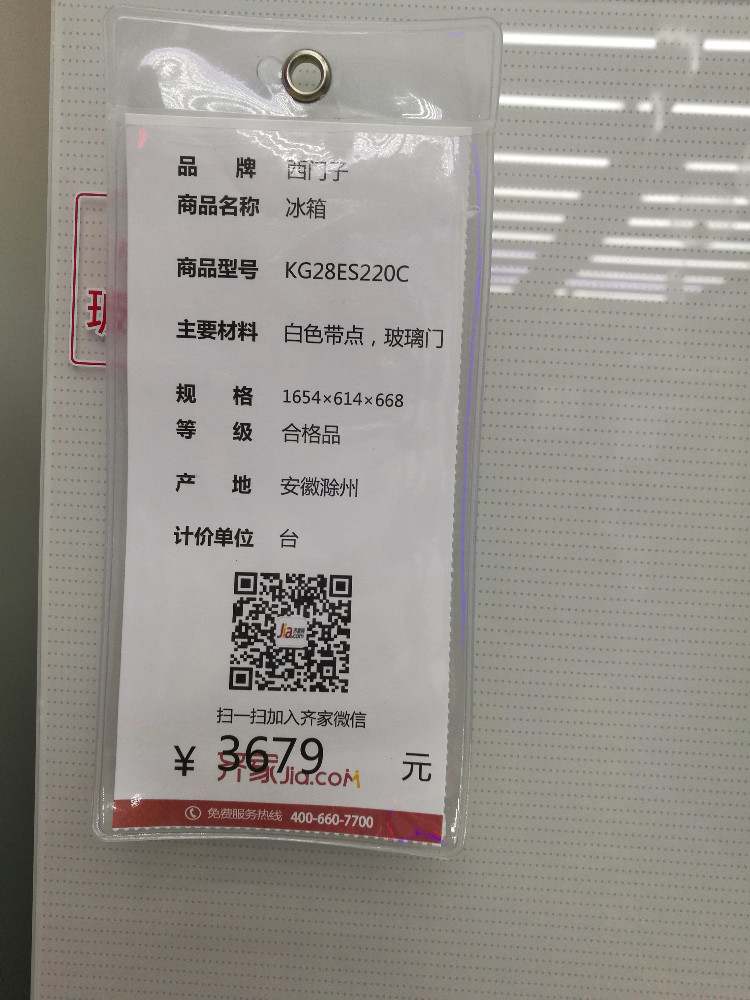 品 牌 西门子
商品名称 冰箱
商品型号 KG28ES220C
主要材料 白色带点，玻璃门
规 格 1654×614×668
等 级 合格品
产 地 安徽滁州
计价单位 台
Jia.com
扫一扫加入齐家微信
¥ 3679 元
齐家Jia.com
免费服务热线 400-660-7700
玻